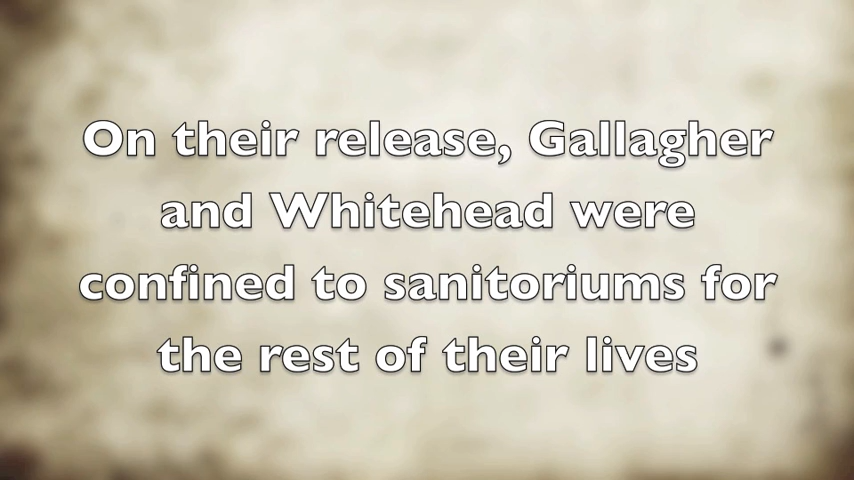 On their release, Gallagher
and Whitehead were
confined to sanitoriums for
the rest of their lives